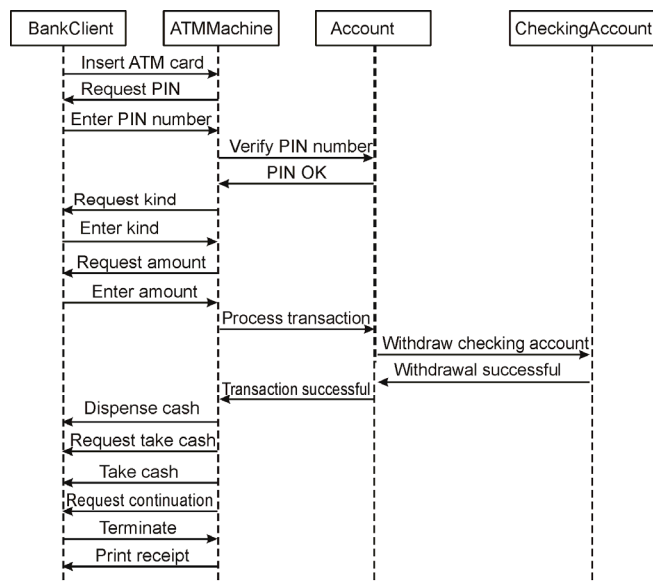 BankClient ATMMachine Account CheckingAccount
Insert ATM card
Request PIN
Enter PIN number
Verify PIN number
PIN OK
Request kind
Enter kind
Request amount
Enter amount
Process transaction
Withdraw checking account
Withdrawal successful
Transaction successful
Dispense cash
Request take cash
Take cash
Request continuation
Terminate
Print receipt